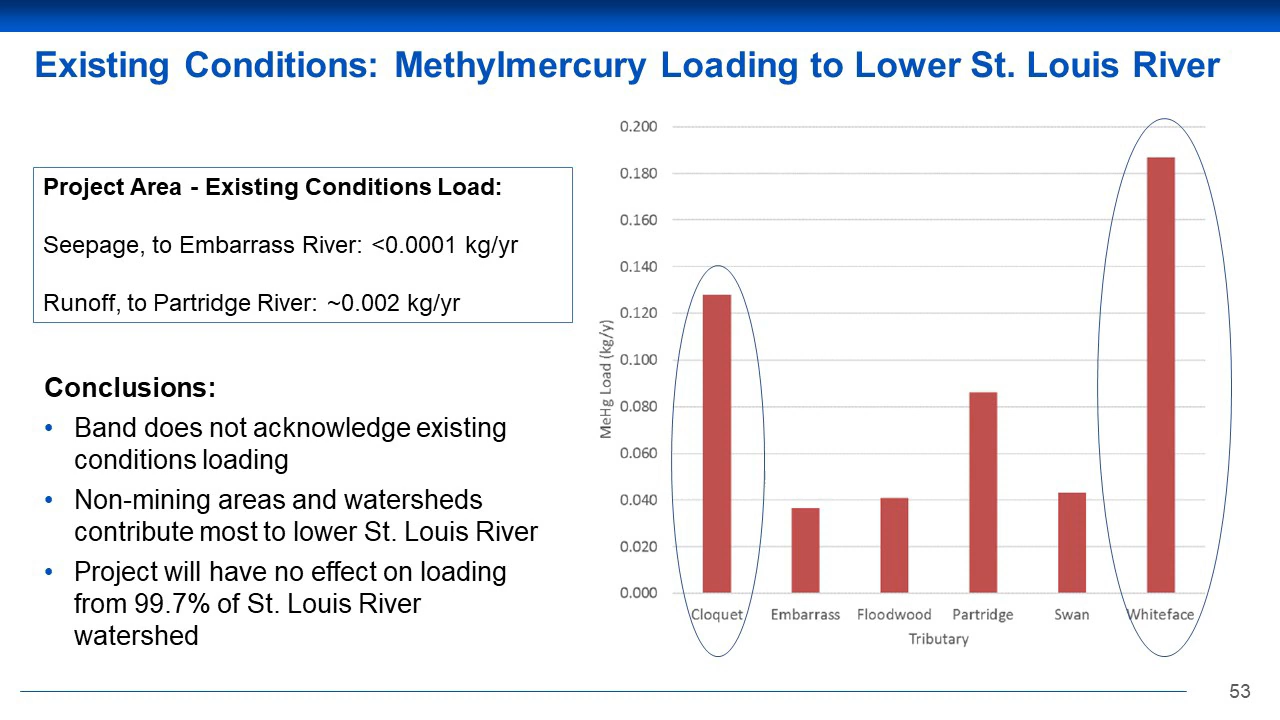 Existing Conditions: Methylmercury Loading to Lower St. Louis River
Project Area - Existing Conditions Load:
Seepage, to Embarrass River: <0.0001 kg/yr
Runoff, to Partridge River: ~0.002 kg/yr
Conclusions:
• Band does not acknowledge existing
conditions loading
• Non-mining areas and watersheds
contribute most to lower St. Louis River
• Project will have no effect on loading
from 99.7% of St. Louis River
watershed
MeHg Load (kg/y)
0.200
0.180
0.160
0.140
0.120
0.100
0.080
0.060
0.040
0.020
0.000
Cloquet Embarrass Floodwood Partridge Swan Whiteface
Tributary
53